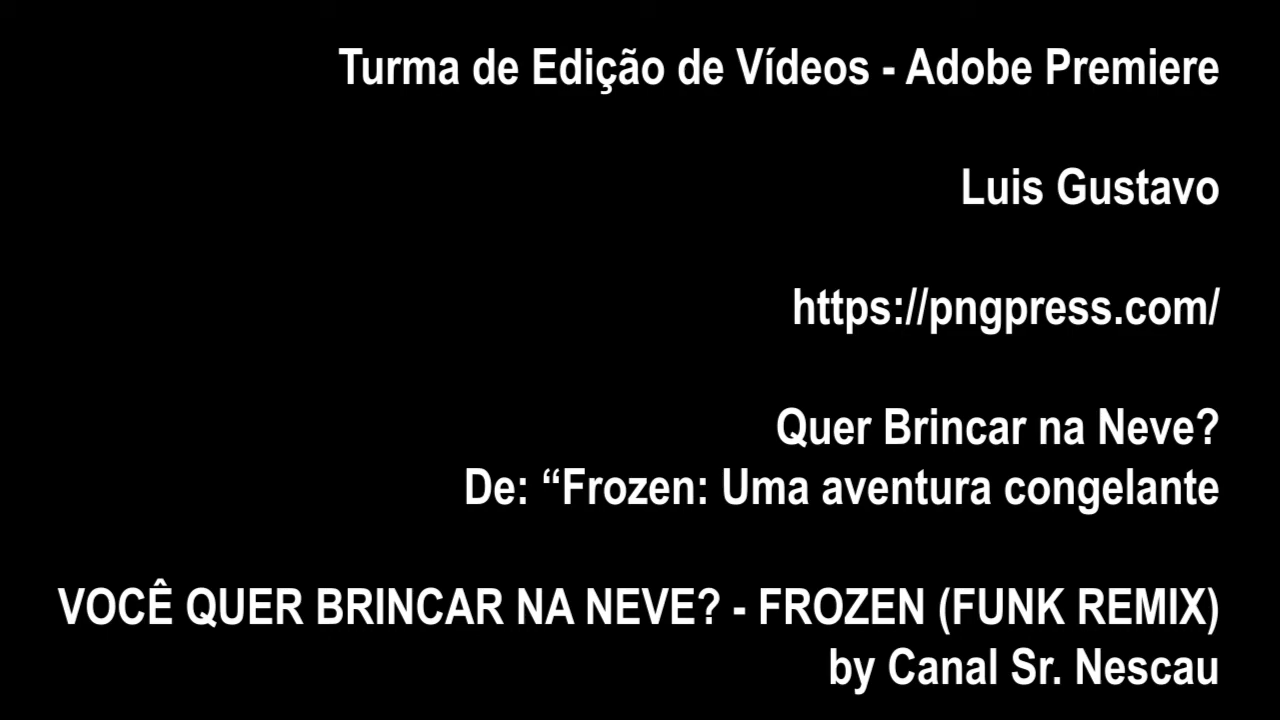 Turma de Edição de Vídeos - Adobe Premiere
Luis Gustavo
https://pngpress.com/
Quer Brincar na Neve?
De: “Frozen: Uma aventura congelante
VOCÊ QUER BRINCAR NA NEVE? - FROZEN (FUNK REMIX)
by Canal Sr. Nescau